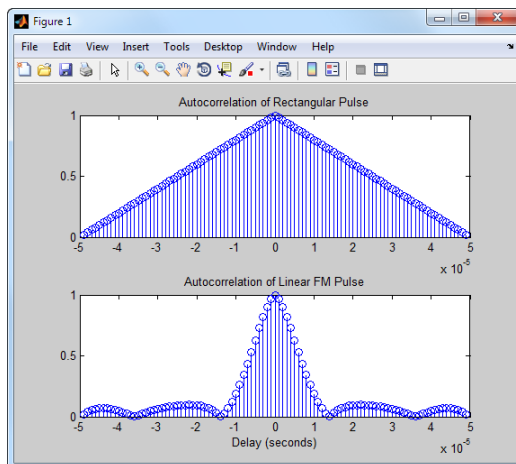 Figure 1
File Edit View Insert Tools Desktop Window Help
Autocorrelation of Rectangular Pulse
1
0.5
0
-5 -4 -3 -2 -1 0 1 2 3 4 5
x 10^-5
Autocorrelation of Linear FM Pulse
1
0.5
0
-5 -4 -3 -2 -1 0 1 2 3 4 5
Delay (seconds)
x 10^-5